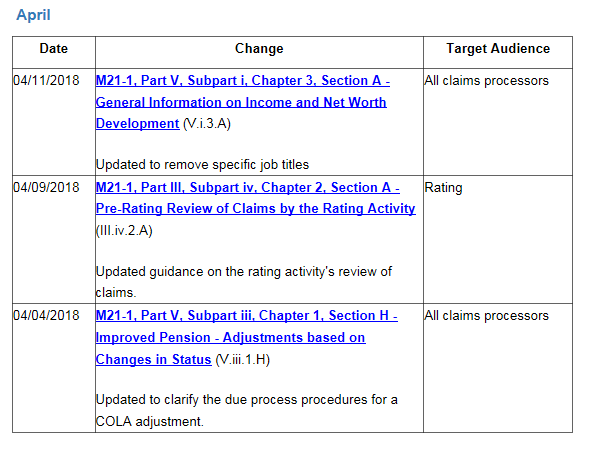 April
Date Change Target Audience
04/11/2018 M21-1, Part V, Subpart i, Chapter 3, Section A - All claims processors
General Information on Income and Net Worth
Development (V.i.3.A)
Updated to remove specific job titles
04/09/2018 M21-1, Part III, Subpart iv, Chapter 2, Section A - Rating
Pre-Rating Review of Claims by the Rating Activity
(III.iv.2.A)
Updated guidance on the rating activity's review of
claims.
04/04/2018 M21-1, Part V, Subpart iii, Chapter 1, Section H - All claims processors
Improved Pension - Adjustments based on
Changes in Status (V.iii.1.H)
Updated to clarify the due process procedures for a
COLA adjustment.